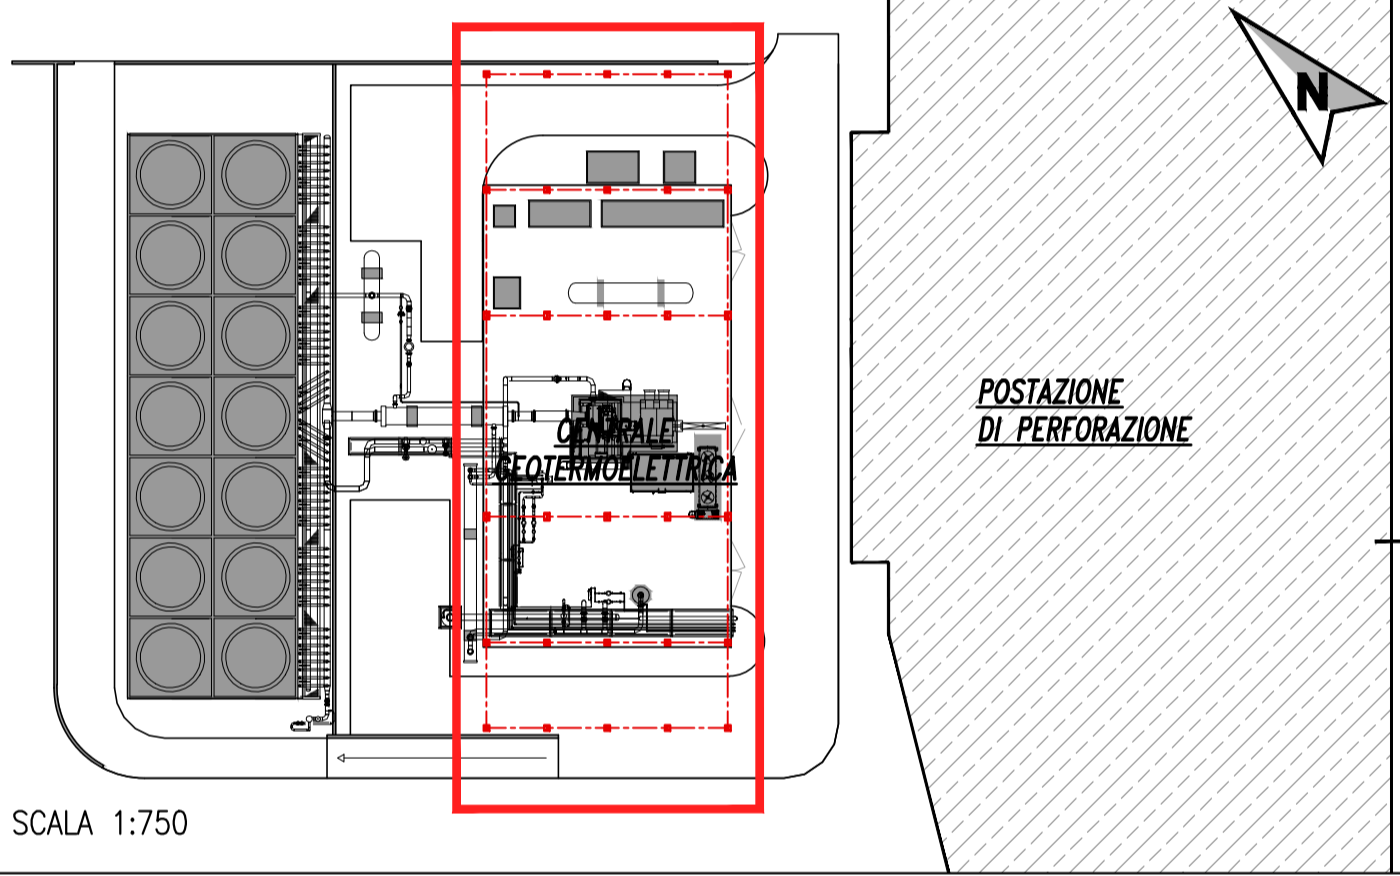 N
POSTAZIONE
DI PERFORAZIONE
CENTRALE
GEOTERMOELETTRICA
SCALA 1:750